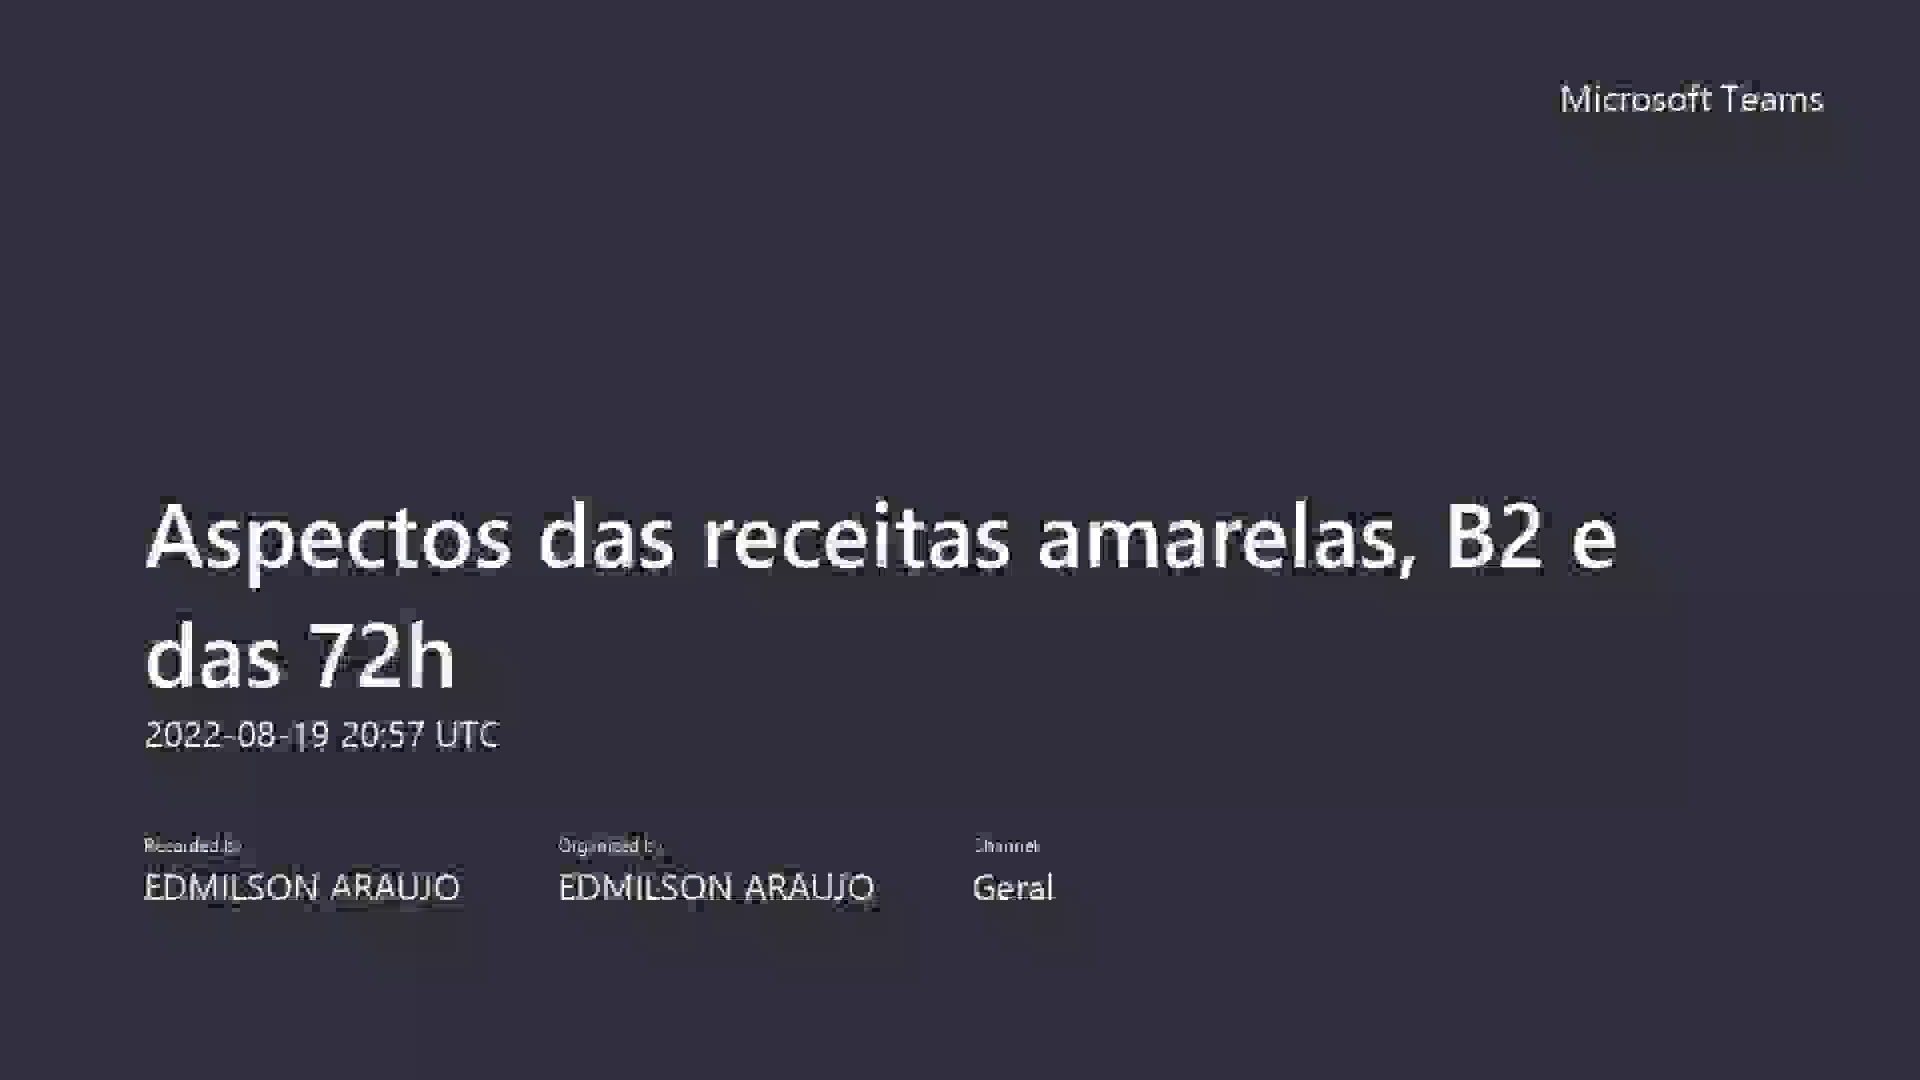 Microsoft Teams
Aspectos das receitas amarelas, B2 e
das 72h
2022-08-19 20:57 UTC
Recorded by
Organized by
Channel
EDMILSON ARAUJO
EDMILSON ARAUJO
Geral